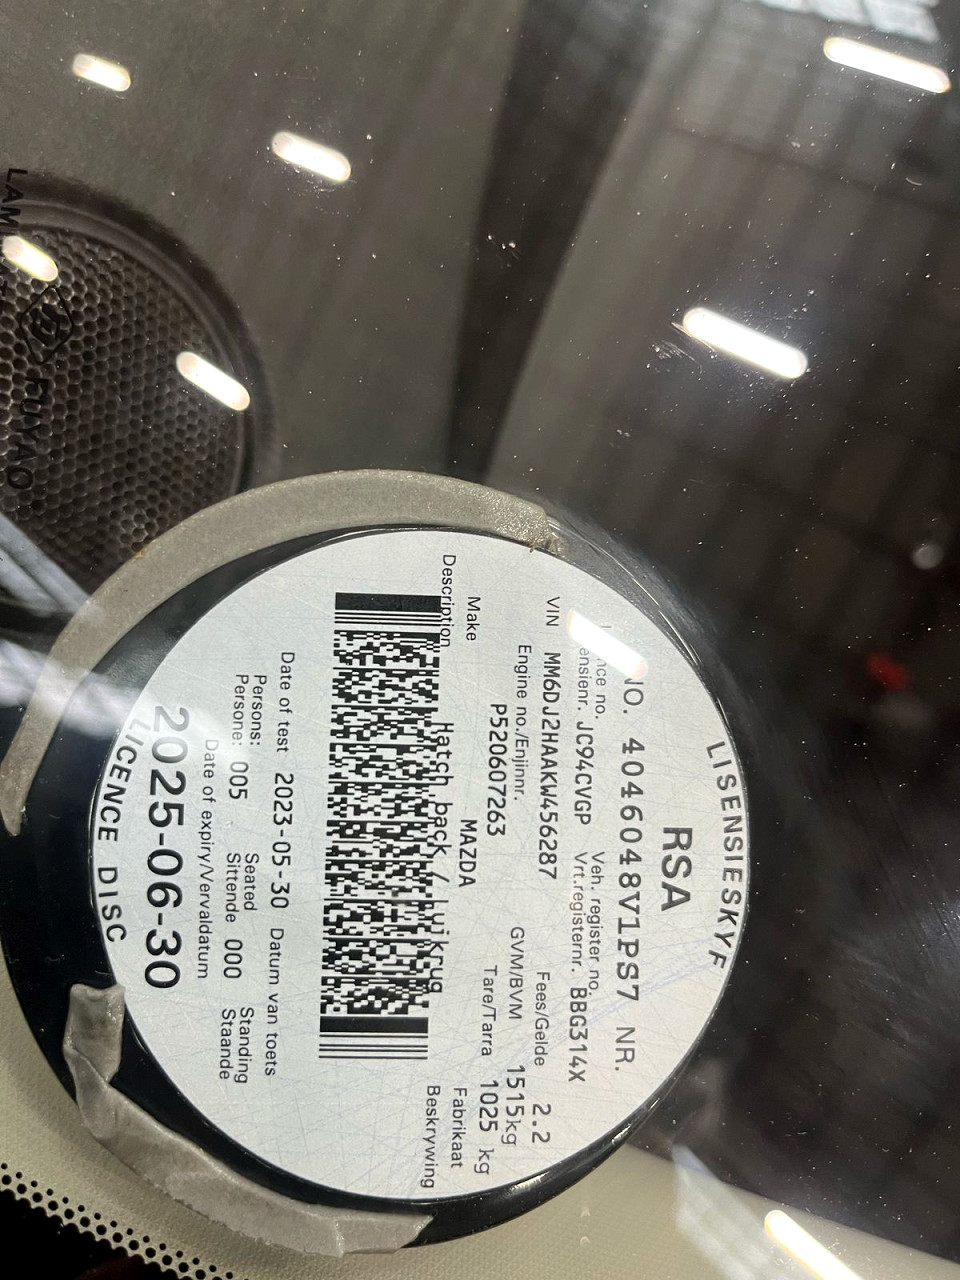 LISENSIESKYF
RSA
NO. 4046048V1PS7 NR.
nce no. Veh. register no.
ensienr. JC94CVGP Vrt.registernr. BBG314X
VIN MM6DJ2HAAKW456287 Fees/Gelde 2.2
Engine no./Enjinnr. GVM/BVM 1515kg
P520607263 Tare/Tarra 1025 kg
Make MAZDA Fabrikaat
Description Hatch back / Luikrug Beskrywing
Date of test 2023-05-30 Datum van toets
Persons: Seated Standing
Persone: 005 Sittende 000 Staande
Date of expiry/Vervaldatum
2025-06-30
LICENCE DISC
LAMI
FUYAO